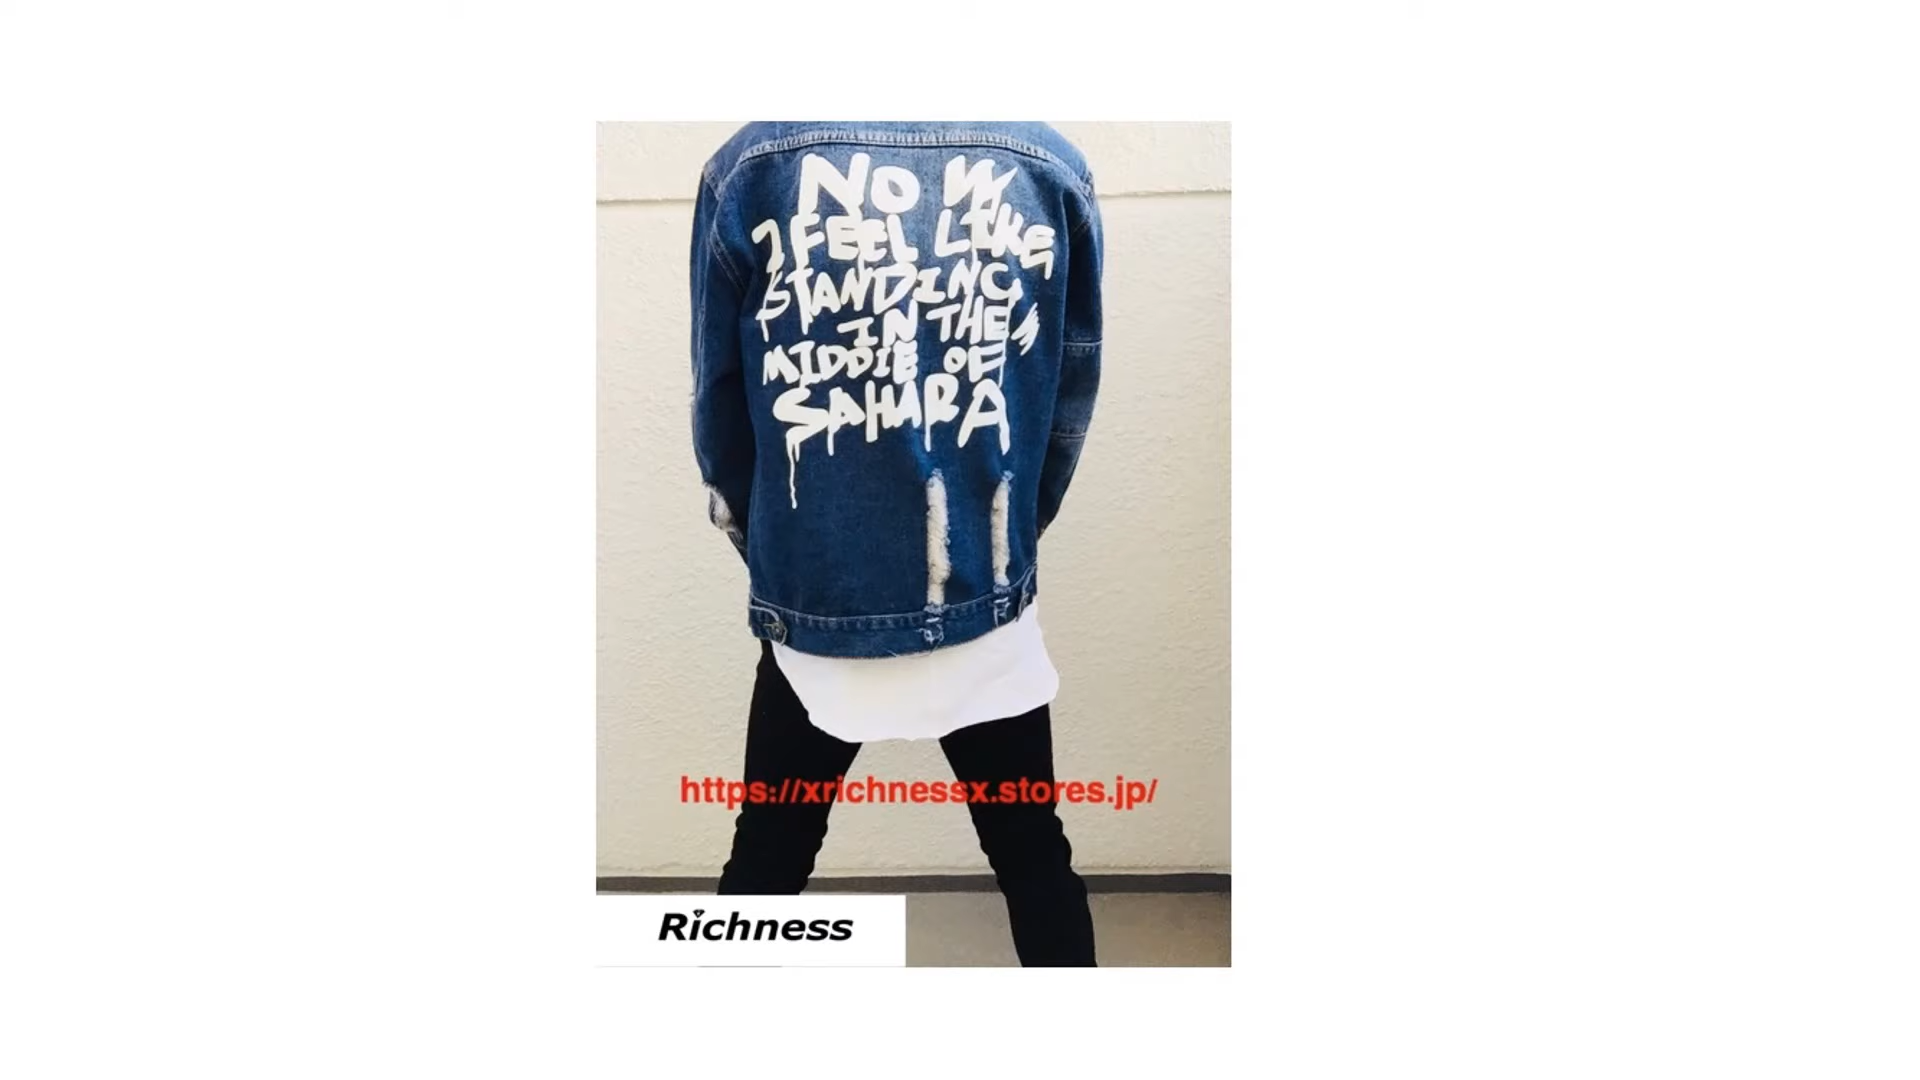 NOW
I FEEL LIKE
STANDING
IN THE
MIDDIE OF
SAHARA
https://xrichnessx.stores.jp/
Richness